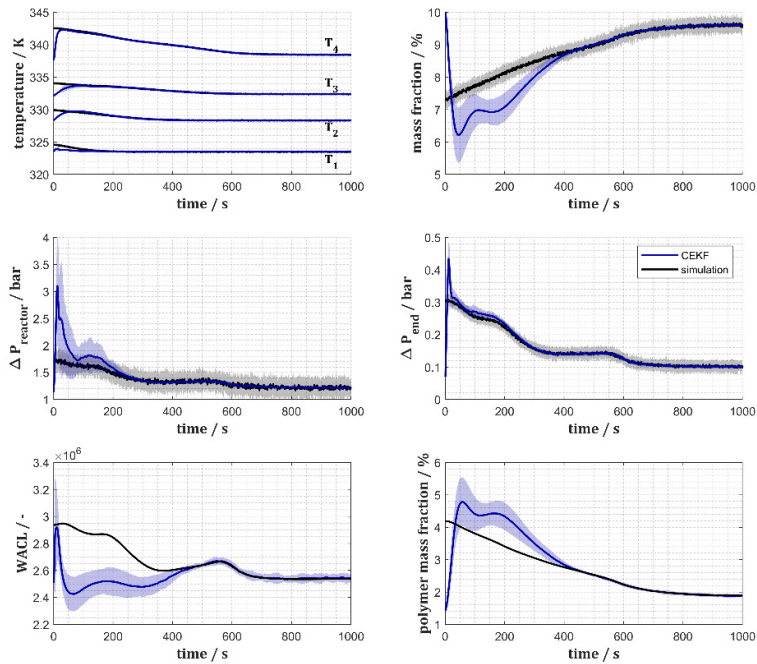 345
340
335
330
325
320
temperature / K
T4
T3
T2
T1
0 200 400 600 800 1000
time / s
10
9
8
7
6
5
mass fraction / %
0 200 400 600 800 1000
time / s
4
3.5
3
2.5
2
1.5
1
Δ Preactor / bar
0 200 400 600 800 1000
time / s
0.5
0.4
0.3
0.2
0.1
0
Δ Pend / bar
CEKF
simulation
0 200 400 600 800 1000
time / s
×10⁶
3.4
3.2
3
2.8
2.6
2.4
2.2
WACL / -
0 200 400 600 800 1000
time / s
6
5
4
3
2
1
polymer mass fraction / %
0 200 400 600 800 1000
time / s